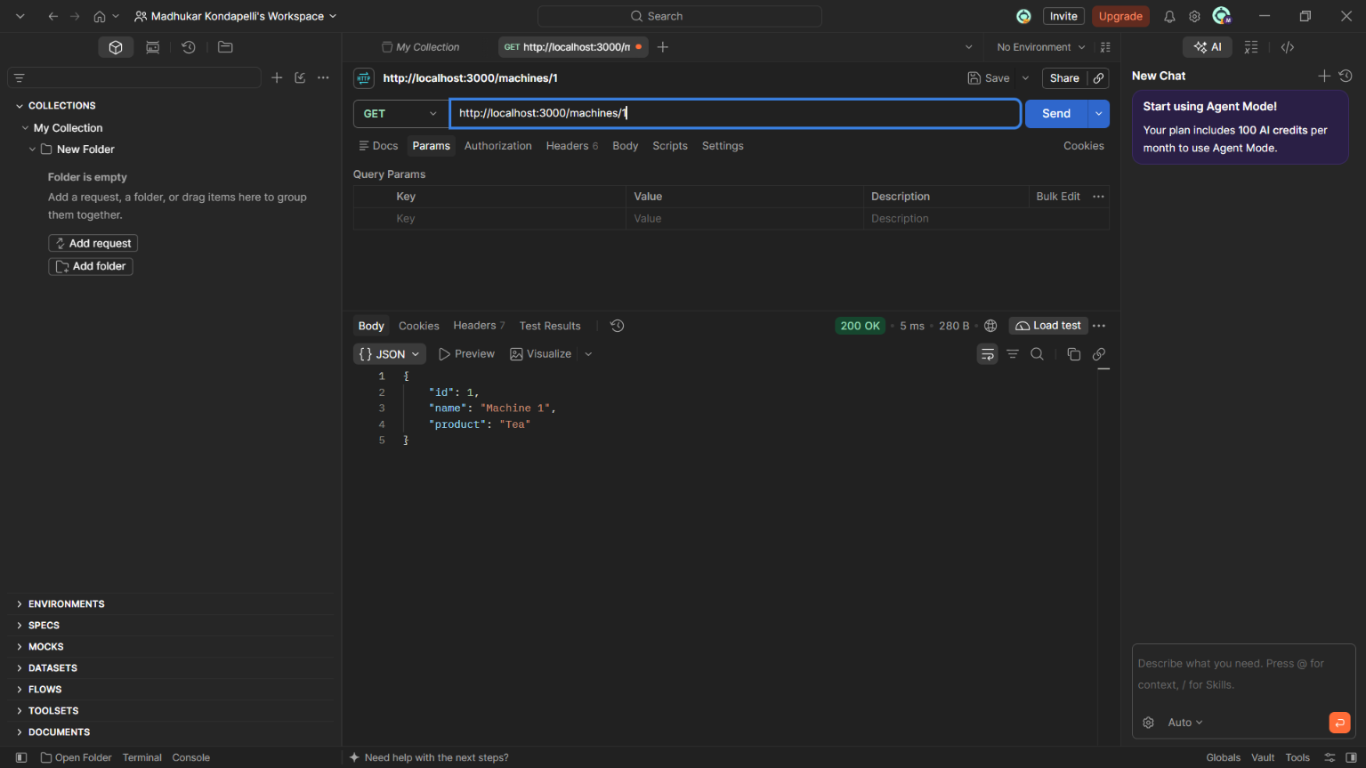 Madhukar Kondapelli's Workspace
Search
Invite
Upgrade
My Collection
GET http://localhost:3000/n
No Environment
AI
COLLECTIONS
My Collection
New Folder
Folder is empty
Add a request, a folder, or drag items here to group
them together.
Add request
Add folder
ENVIRONMENTS
SPECS
MOCKS
DATASETS
FLOWS
TOOLSETS
DOCUMENTS
HTTP
http://localhost:3000/machines/1
Save
Share
GET
http://localhost:3000/machines/1
Send
Docs
Params
Authorization
Headers 6
Body
Scripts
Settings
Cookies
Query Params
Key Value Description Bulk Edit
Key Value Description
Body
Cookies
Headers 7
Test Results
200 OK • 5 ms • 280 B
Load test
{ } JSON
Preview
Visualize
1 {
2 "id": 1,
3 "name": "Machine 1",
4 "product": "Tea"
5 }
New Chat
Start using Agent Mode!
Your plan includes 100 AI credits per
month to use Agent Mode.
Describe what you need. Press @ for
context, / for Skills.
Auto
Open Folder
Terminal
Console
Need help with the next steps?
Globals
Vault
Tools